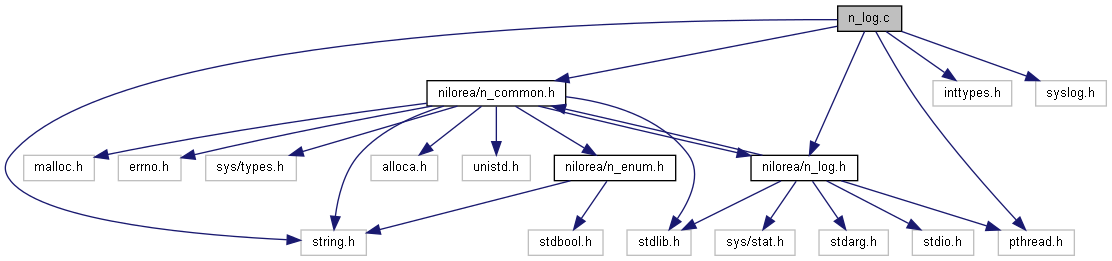 n_log.c
nilorea/n_common.h
inttypes.h
syslog.h
malloc.h
errno.h
sys/types.h
alloca.h
unistd.h
nilorea/n_enum.h
nilorea/n_log.h
string.h
stdbool.h
stdlib.h
sys/stat.h
stdarg.h
stdio.h
pthread.h